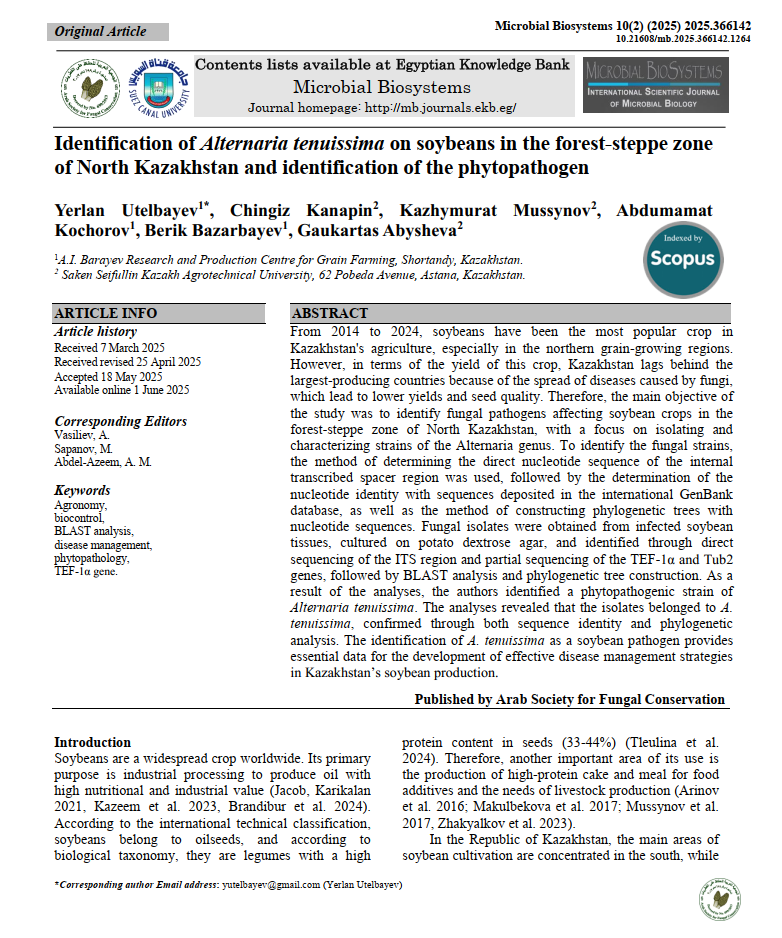 Original Article
Microbial Biosystems 10(2) (2025) 2025.366142
10.21608/mb.2025.366142.1264
Contents lists available at Egyptian Knowledge Bank
Microbial Biosystems
Journal homepage: http://mb.journals.ekb.eg/
جامعة قناة السويس
SUEZ CANAL UNIVERSITY
MICROBIAL BIOSYSTEMS
INTERNATIONAL SCIENTIFIC JOURNAL
OF MICROBIAL BIOLOGY
Identification of Alternaria tenuissima on soybeans in the forest-steppe zone
of North Kazakhstan and identification of the phytopathogen
Yerlan Utelbayev1*, Chingiz Kanapin2, Kazhymurat Mussynov2, Abdumamat
Kochorov1, Berik Bazarbayev1, Gaukartas Abysheva2
Indexed by
Scopus
1A.I. Barayev Research and Production Centre for Grain Farming, Shortandy, Kazakhstan.
2 Saken Seifullin Kazakh Agrotechnical University, 62 Pobeda Avenue, Astana, Kazakhstan.
ARTICLE INFO
Article history
Received 7 March 2025
Received revised 25 April 2025
Accepted 18 May 2025
Available online 1 June 2025
Corresponding Editors
Vasiliev, A.
Sapanov, M.
Abdel-Azeem, A. M.
Keywords
Agronomy,
biocontrol,
BLAST analysis,
disease management,
phytopathology,
TEF-1α gene.
ABSTRACT
From 2014 to 2024, soybeans have been the most popular crop in
Kazakhstan's agriculture, especially in the northern grain-growing regions.
However, in terms of the yield of this crop, Kazakhstan lags behind the
largest-producing countries because of the spread of diseases caused by fungi,
which lead to lower yields and seed quality. Therefore, the main objective of
the study was to identify fungal pathogens affecting soybean crops in the
forest-steppe zone of North Kazakhstan, with a focus on isolating and
characterizing strains of the Alternaria genus. To identify the fungal strains,
the method of determining the direct nucleotide sequence of the internal
transcribed spacer region was used, followed by the determination of the
nucleotide identity with sequences deposited in the international GenBank
database, as well as the method of constructing phylogenetic trees with
nucleotide sequences. Fungal isolates were obtained from infected soybean
tissues, cultured on potato dextrose agar, and identified through direct
sequencing of the ITS region and partial sequencing of the TEF-1α and Tub2
genes, followed by BLAST analysis and phylogenetic tree construction. As a
result of the analyses, the authors identified a phytopathogenic strain of
Alternaria tenuissima. The analyses revealed that the isolates belonged to A.
tenuissima, confirmed through both sequence identity and phylogenetic
analysis. The identification of A. tenuissima as a soybean pathogen provides
essential data for the development of effective disease management strategies
in Kazakhstan’s soybean production.
Published by Arab Society for Fungal Conservation
Introduction
Soybeans are a widespread crop worldwide. Its primary
purpose is industrial processing to produce oil with
high nutritional and industrial value (Jacob, Karikalan
2021, Kazeem et al. 2023, Brandibur et al. 2024).
According to the international technical classification,
soybeans belong to oilseeds, and according to
biological taxonomy, they are legumes with a high
protein content in seeds (33-44%) (Tleulina et al.
2024). Therefore, another important area of its use is
the production of high-protein cake and meal for food
additives and the needs of livestock production (Arinov
et al. 2016; Makulbekova et al. 2017; Mussynov et al.
2017, Zhakyalkov et al. 2023).
In the Republic of Kazakhstan, the main areas of
soybean cultivation are concentrated in the south, while
*Corresponding author Email address: yutelbayev@gmail.com (Yerlan Utelbayev)